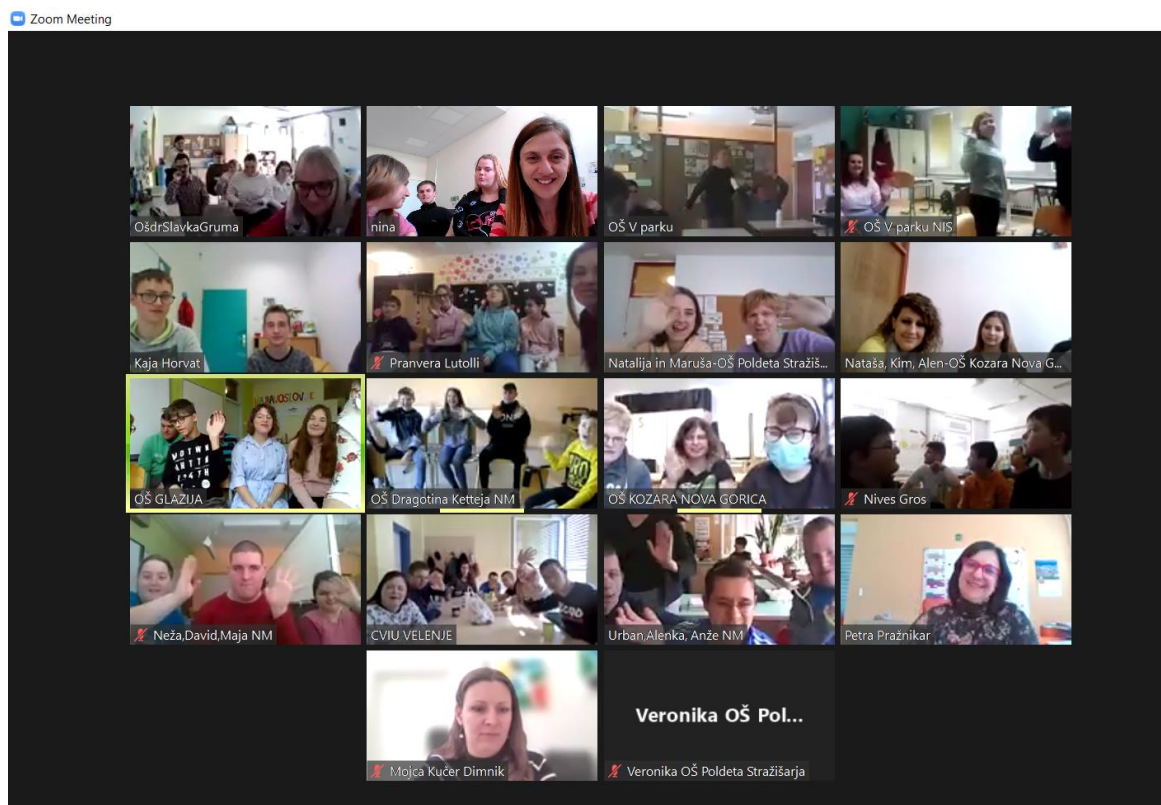 Zoom Meeting
OšdrSlavkaGruma
nina
OŠ V parku
OŠ V parku NIS
Kaja Horvat
Pranvera Lutolli
Natalija in Maruša-OŠ Poldeta Stražiš...
Nataša, Kim, Alen-OŠ Kozara Nova G...
OŠ GLAZIJA
OŠ Dragotina Ketteja NM
OŠ KOZARA NOVA GORICA
Nives Gros
Neža,David,Maja NM
CVIU VELENJE
Urban,Alenka, Anže NM
Petra Pražnikar
Mojca Kučer Dimnik
Veronika OŠ Pol...
Veronika OŠ Poldeta Stražišarja